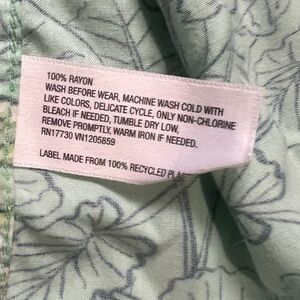 100% RAYON
WASH BEFORE WEAR, MACHINE WASH COLD WITH
LIKE COLORS, DELICATE CYCLE, ONLY NON-CHLORINE
BLEACH IF NEEDED, TUMBLE DRY LOW,
REMOVE PROMPTLY, WARM IRON IF NEEDED.
RN17730 VN1205659
LABEL MADE FROM 100% RECYCLED PLA